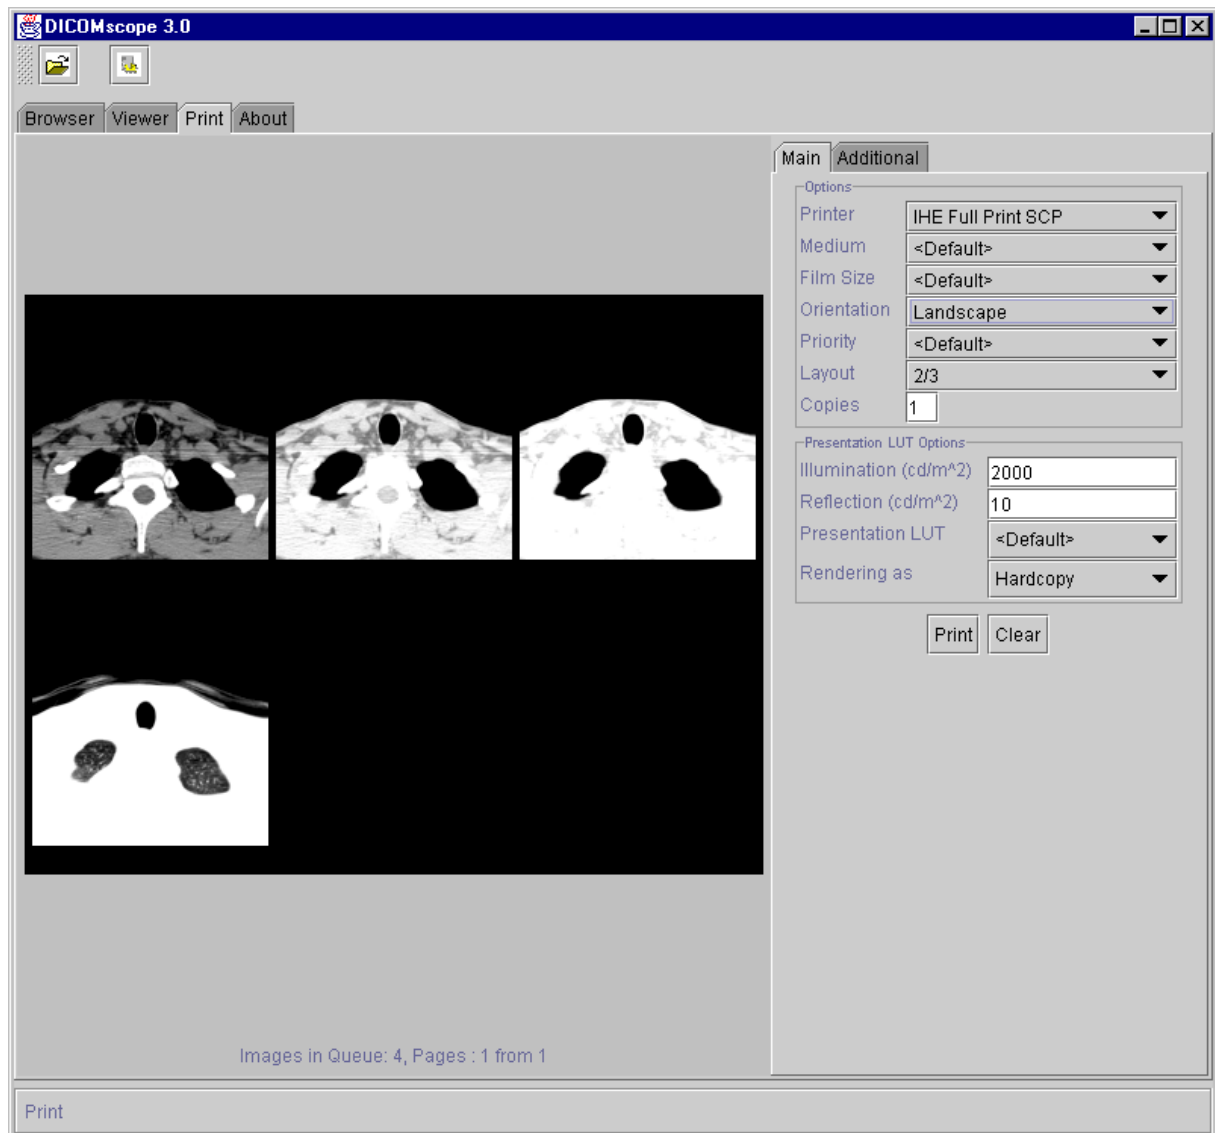 DICOMscope 3.0
Browser Viewer Print About
Main Additional
Options
Printer IHE Full Print SCP
Medium <Default>
Film Size <Default>
Orientation Landscape
Priority <Default>
Layout 2/3
Copies 1
Presentation LUT Options
Illumination (cd/m^2) 2000
Reflection (cd/m^2) 10
Presentation LUT <Default>
Rendering as Hardcopy
Print Clear
Images in Queue: 4, Pages : 1 from 1
Print